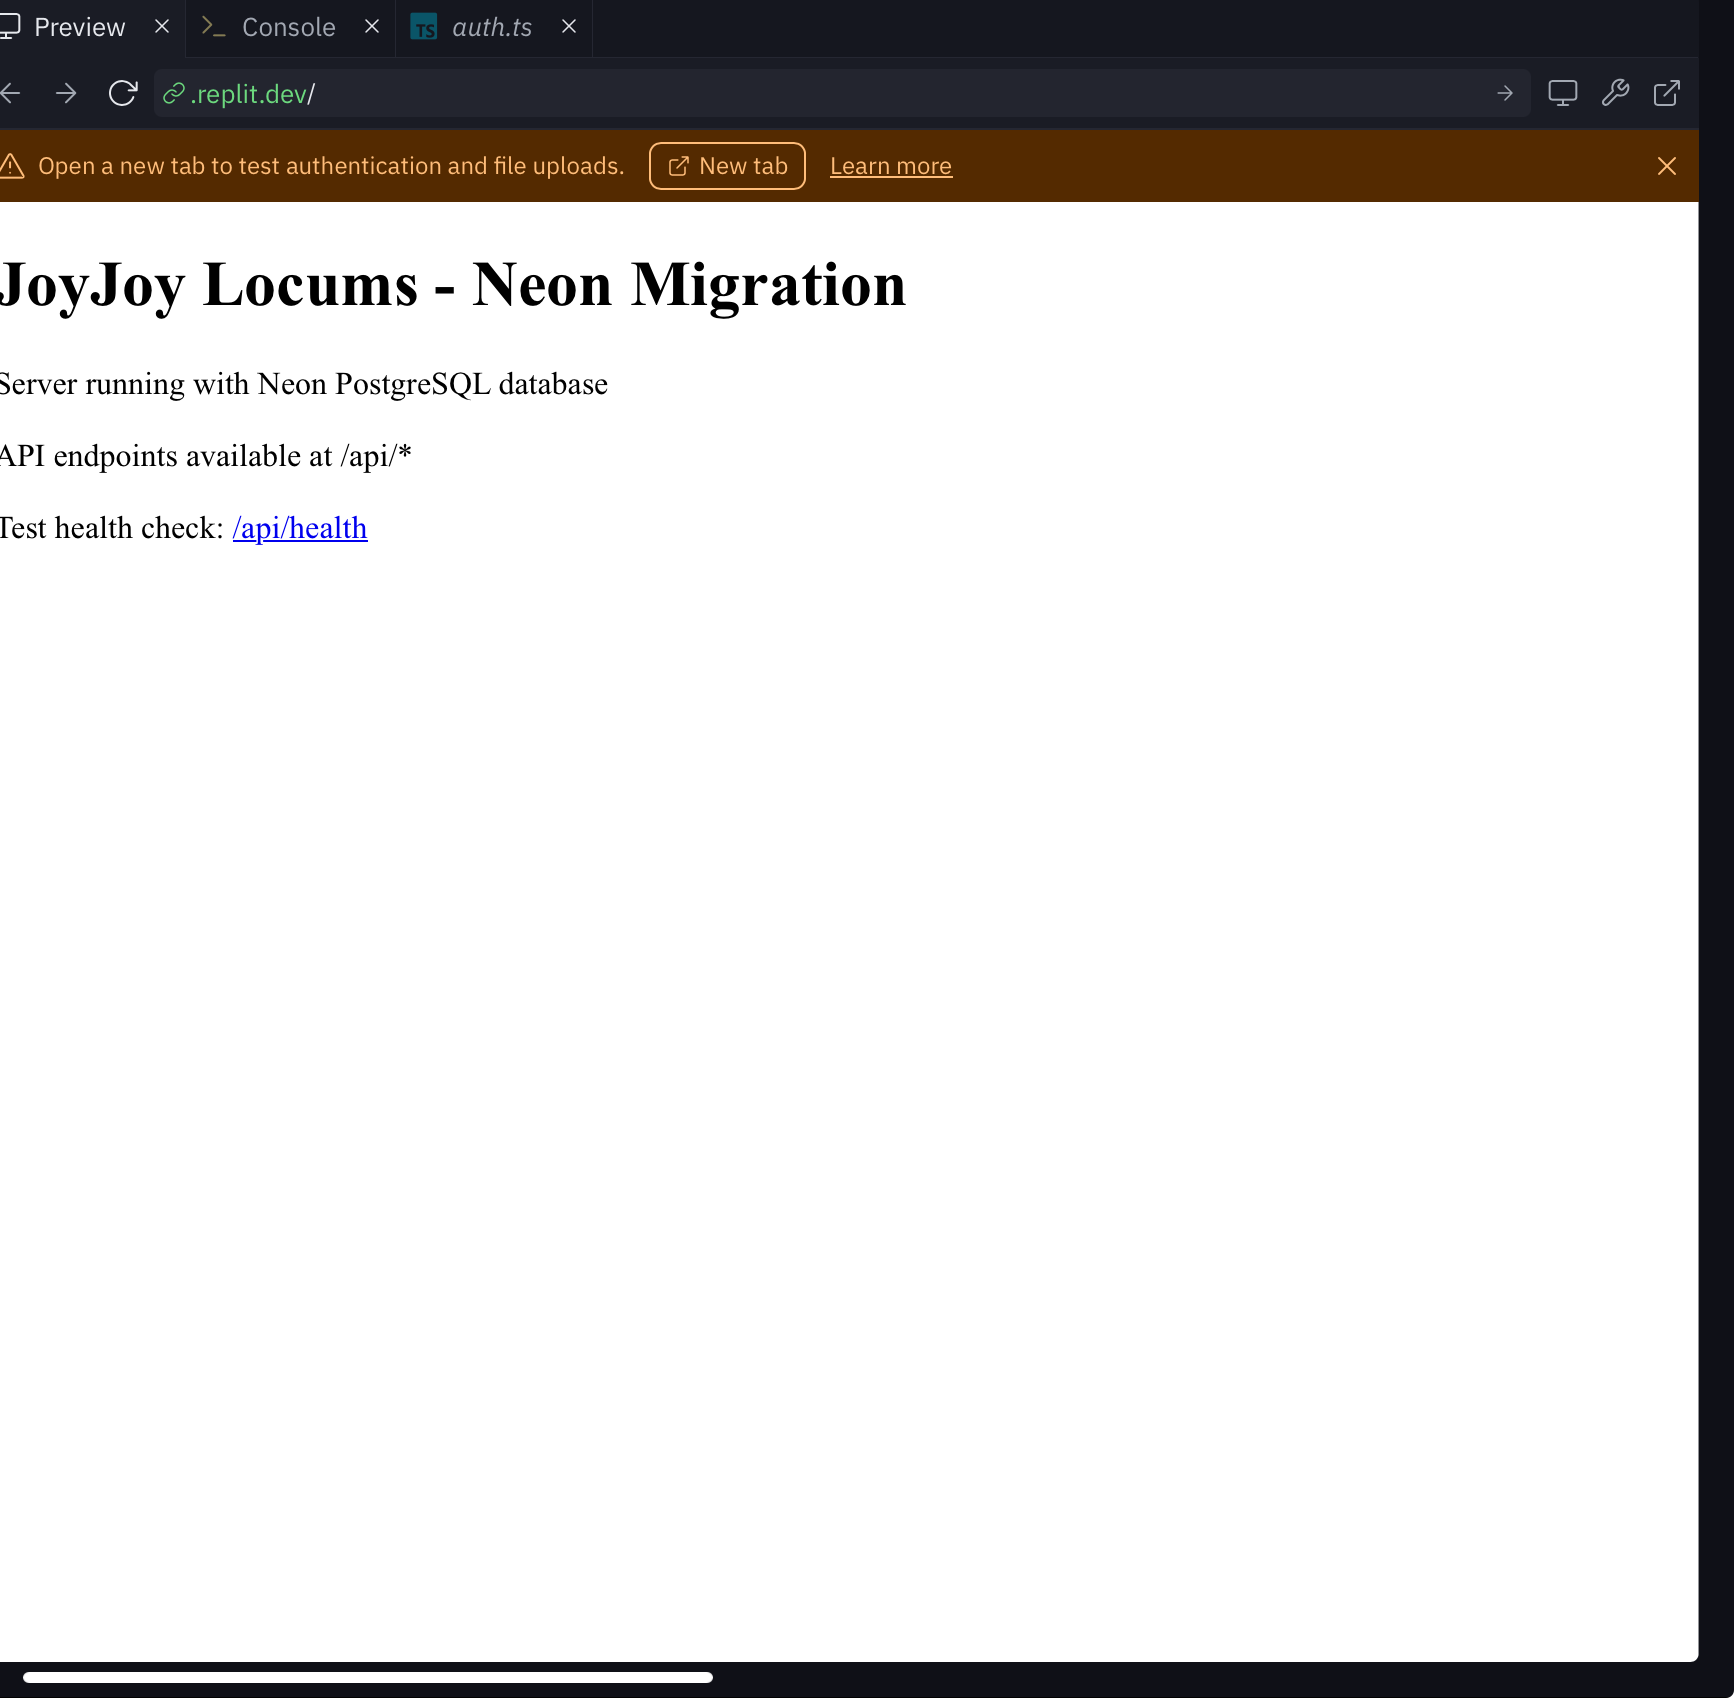 Preview
Console
TS auth.ts
.replit.dev/
Open a new tab to test authentication and file uploads. New tab Learn more
JoyJoy Locums - Neon Migration
Server running with Neon PostgreSQL database
API endpoints available at /api/*
Test health check: /api/health